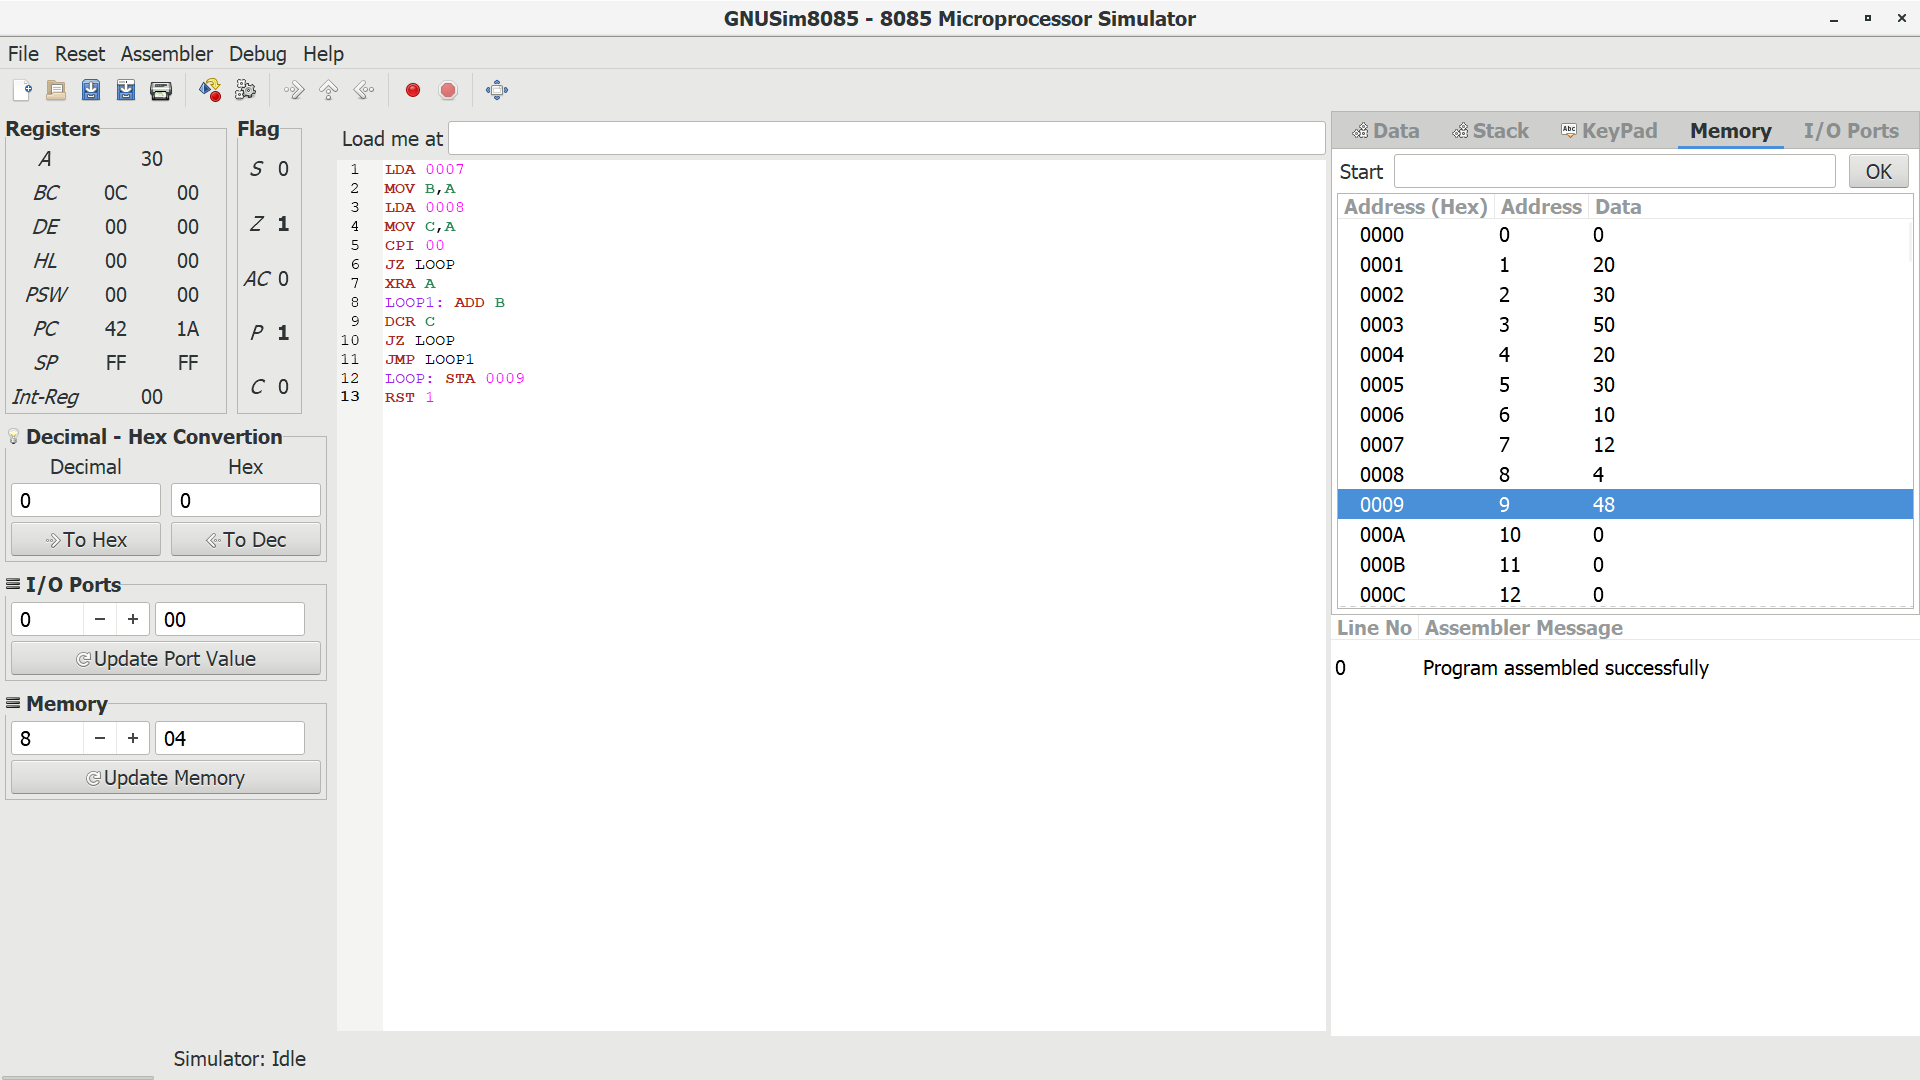 GNUSim8085 - 8085 Microprocessor Simulator
File Reset Assembler Debug Help
Registers
A 30
BC 0C 00
DE 00 00
HL 00 00
PSW 00 00
PC 42 1A
SP FF FF
Int-Reg 00
Flag
S 0
Z 1
AC 0
P 1
C 0
Decimal - Hex Convertion
Decimal Hex
0 0
To Hex To Dec
I/O Ports
0 − + 00
Update Port Value
Memory
8 − + 04
Update Memory
Load me at
1 LDA 0007
2 MOV B,A
3 LDA 0008
4 MOV C,A
5 CPI 00
6 JZ LOOP
7 XRA A
8 LOOP1: ADD B
9 DCR C
10 JZ LOOP
11 JMP LOOP1
12 LOOP: STA 0009
13 RST 1
Data Stack Abc KeyPad Memory I/O Ports
Start OK
Address (Hex) Address Data
0000 0 0
0001 1 20
0002 2 30
0003 3 50
0004 4 20
0005 5 30
0006 6 10
0007 7 12
0008 8 4
0009 9 48
000A 10 0
000B 11 0
000C 12 0
Line No Assembler Message
0 Program assembled successfully
Simulator: Idle